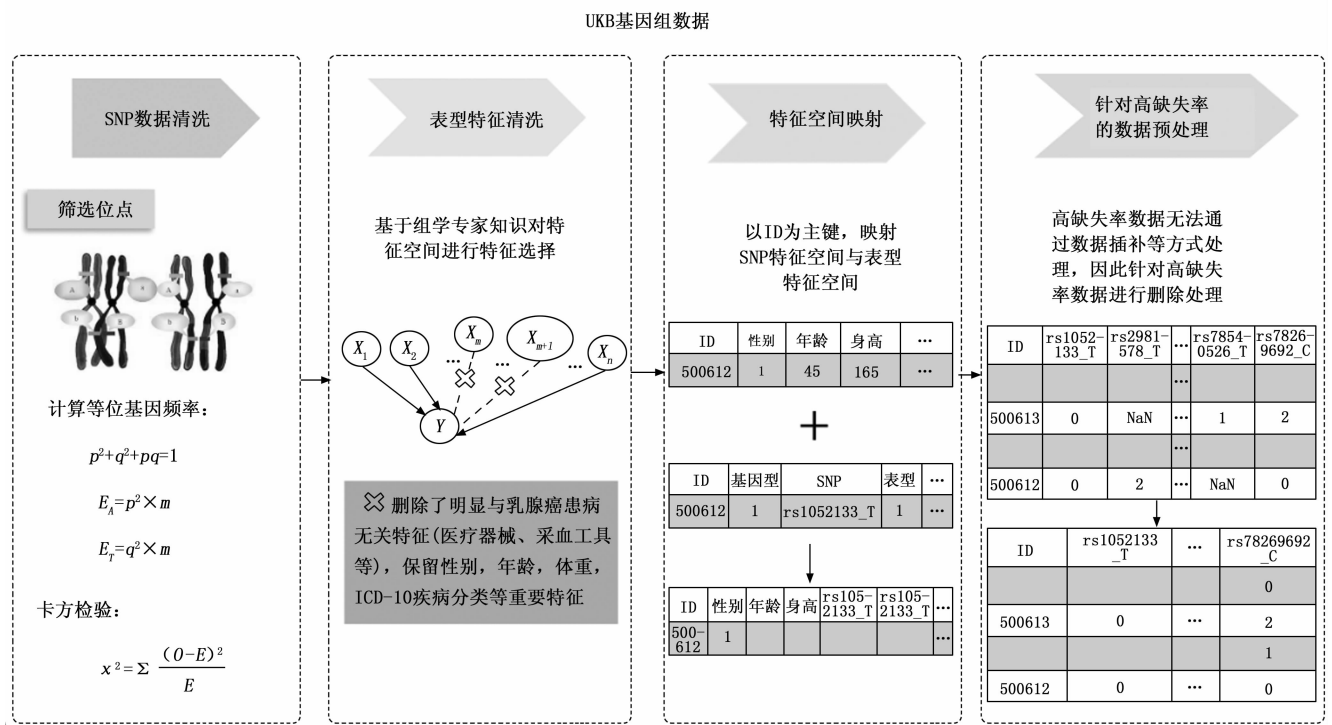 UKB基因组数据
SNP数据清洗
筛选位点
A
a
A
a
b
B
b
B
计算等位基因频率：
p²+q²+pq=1
E_A=p²×m
E_T=q²×m
卡方检验：
x²=Σ (O-E)²/E
表型特征清洗
基于组学专家知识对特
征空间进行特征选择
X₁ X₂ X_m X_{m+1} X_n
... ... ...
Y
删除了明显与乳腺癌患病
无关特征(医疗器械、采血工具
等)，保留性别，年龄，体重，
ICD-10疾病分类等重要特征
特征空间映射
以ID为主键，映射
SNP特征空间与表型
特征空间
ID 性别 年龄 身高 ...
500612 1 45 165 ...
+
ID 基因型 SNP 表型 ...
500612 1 rs1052133_T 1 ...
ID 性别 年龄 身高 rs105-2133_T rs105-2133_T ...
500-612 1 ...
针对高缺失率
的数据预处理
高缺失率数据无法通
过数据插补等方式处
理，因此针对高缺失
率数据进行删除处理
ID rs1052-133_T rs2981-578_T ... rs7854-0526_T rs7826-9692_C
...
500613 0 NaN ... 1 2
...
500612 0 2 ... NaN 0
ID rs1052133_T ... rs78269692_C
0
500613 0 ... 2
1
500612 0 ... 0